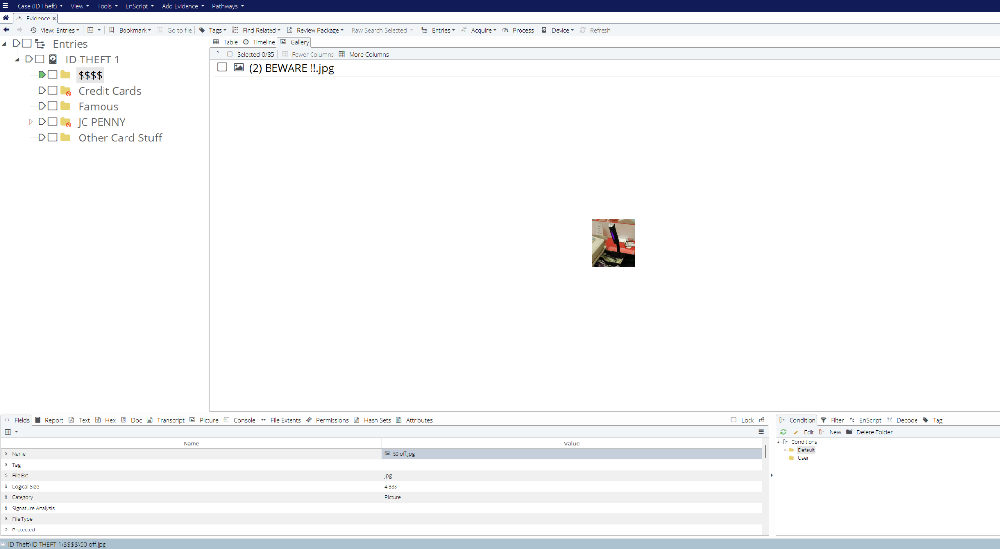 Case (ID Theft) View Tools EnScript Add Evidence Pathways
Evidence ×
View: Entries Bookmark Go to file Tags Find Related Review Package Raw Search Selected Entries Acquire Process Device Refresh
Entries
ID THEFT 1
$$$$
Credit Cards
Famous
JC PENNY
Other Card Stuff
Table Timeline Gallery
Selected 0/85 Fewer Columns More Columns
(2) BEWARE !!.jpg
Fields Report Text Hex Doc Transcript Picture Console File Extents Permissions Hash Sets Attributes Lock
Name Value
s Name 50 off.jpg
s Tag
s File Ext jpg
i Logical Size 4,388
i Category Picture
i Signature Analysis
s File Type
s Protected
Condition Filter EnScript Decode Tag
Edit New Delete Folder
Conditions
Default
User
ID Theft\ID THEFT 1\$$$$\50 off.jpg